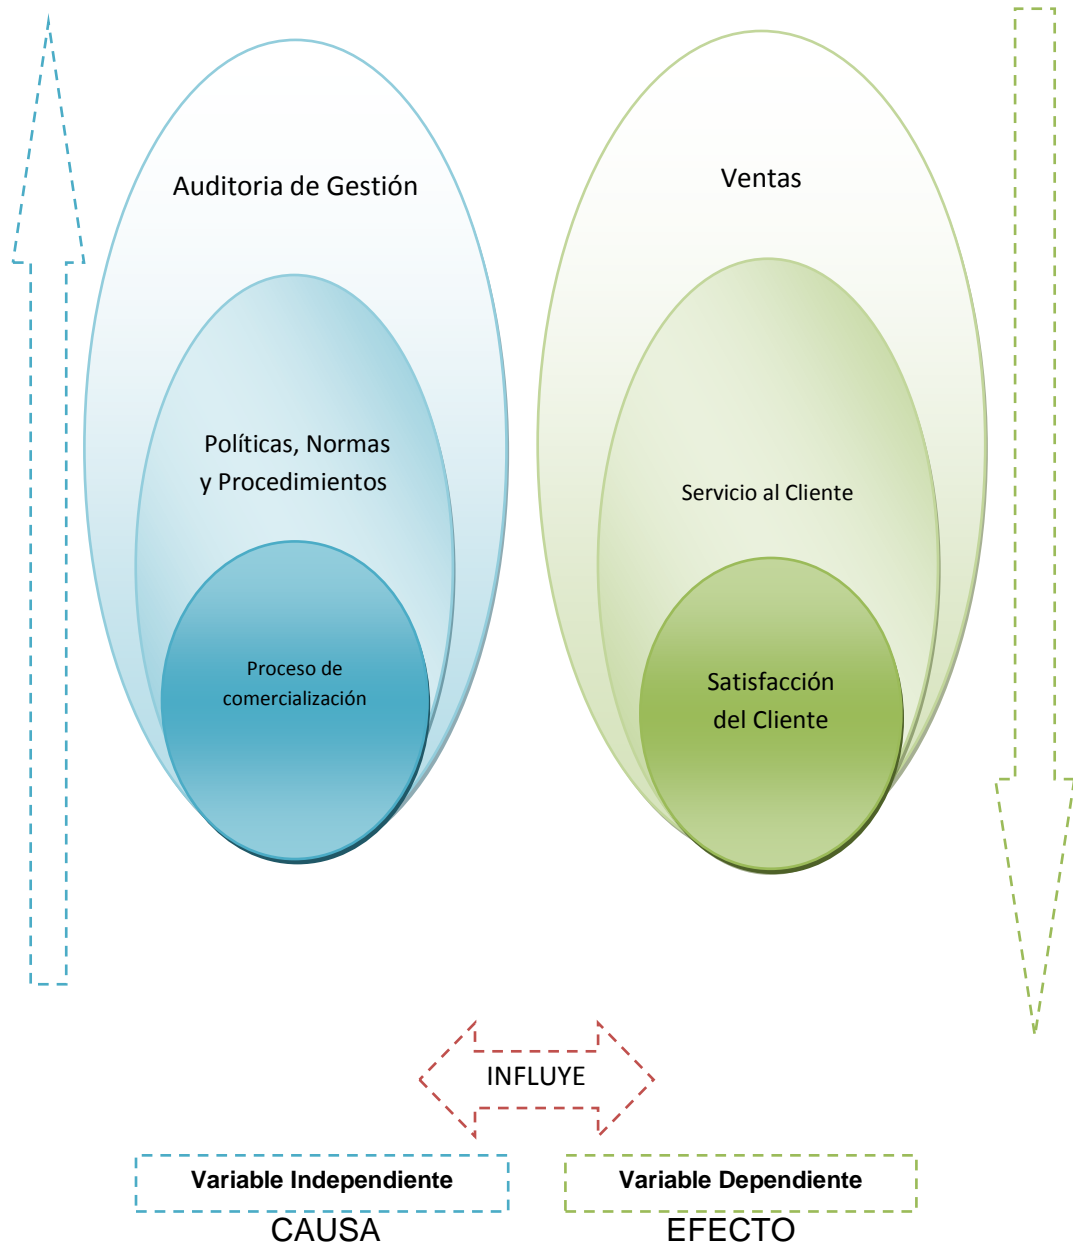 Auditoria de Gestión
Políticas, Normas
y Procedimientos
Proceso de
comercialización
Ventas
Servicio al Cliente
Satisfacción
del Cliente
INFLUYE
Variable Independiente
CAUSA
Variable Dependiente
EFECTO